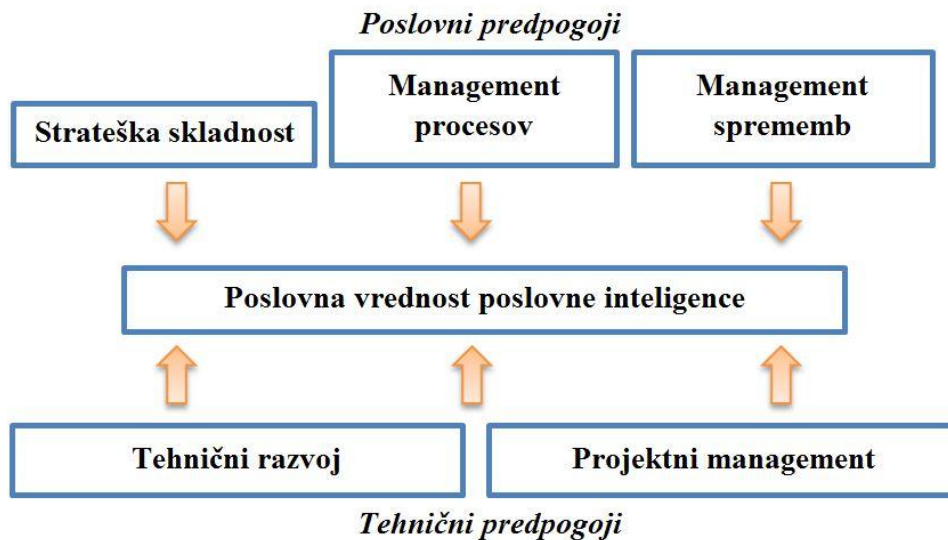 Poslovni predpogoji
Strateška skladnost
Management
procesov
Management
sprememb
Poslovna vrednost poslovne inteligence
Tehnični razvoj
Projektni management
Tehnični predpogoji